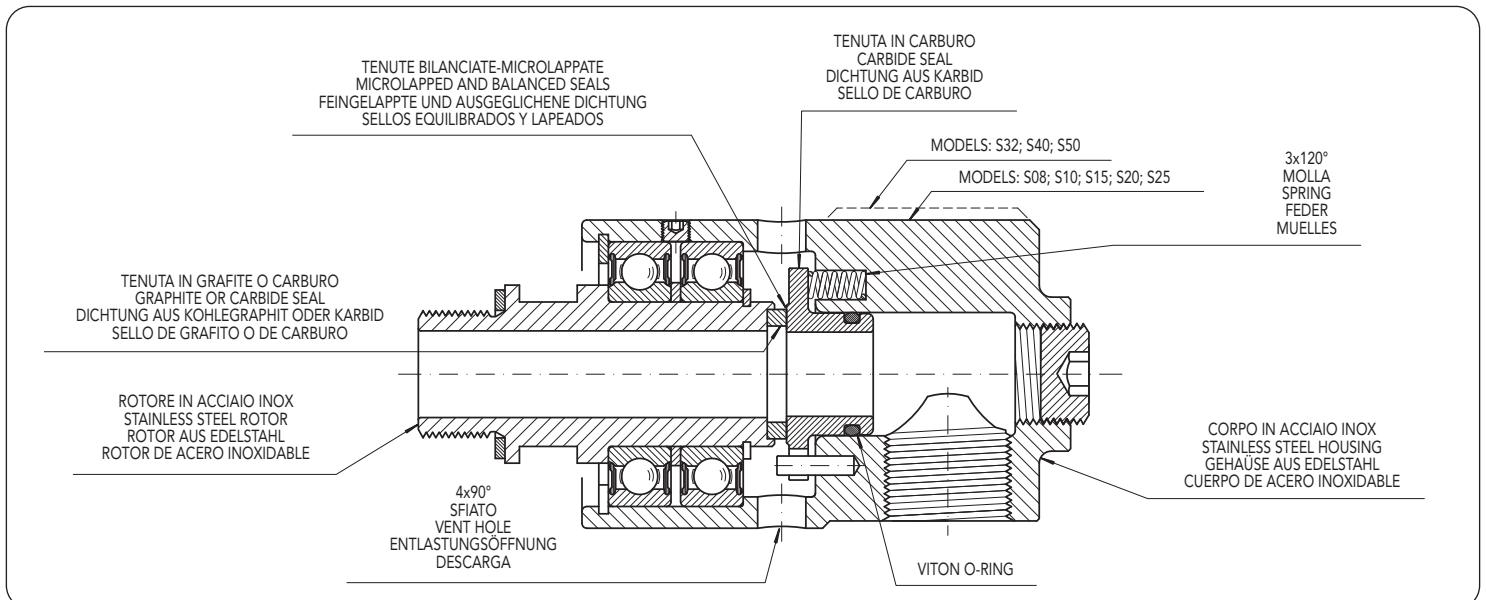 TENUTA IN CARBURO
CARBIDE SEAL
DICHTUNG AUS KARBID
SELLO DE CARBURO
TENUTE BILANCIATE-MICROLAPPATE
MICROLAPPED AND BALANCED SEALS
FEINGELAPPTE UND AUSGEGLICHENE DICHTUNG
SELLOS EQUILIBRADOS Y LAPEADOS
MODELS: S32; S40; S50
MODELS: S08; S10; S15; S20; S25
3x120°
MOLLA
SPRING
FEDER
MUELLES
TENUTA IN GRAFITE O CARBURO
GRAPHITE OR CARBIDE SEAL
DICHTUNG AUS KOHLEGRAPHIT ODER KARBID
SELLO DE GRAFITO O DE CARBURO
ROTORE IN ACCIAIO INOX
STAINLESS STEEL ROTOR
ROTOR AUS EDELSTAHL
ROTOR DE ACERO INOXIDABLE
CORPO IN ACCIAIO INOX
STAINLESS STEEL HOUSING
GEHAÜSE AUS EDELSTAHL
CUERPO DE ACERO INOXIDABLE
4x90°
SFIATO
VENT HOLE
ENTLASTUNGSÖFFNUNG
DESCARGA
VITON O-RING